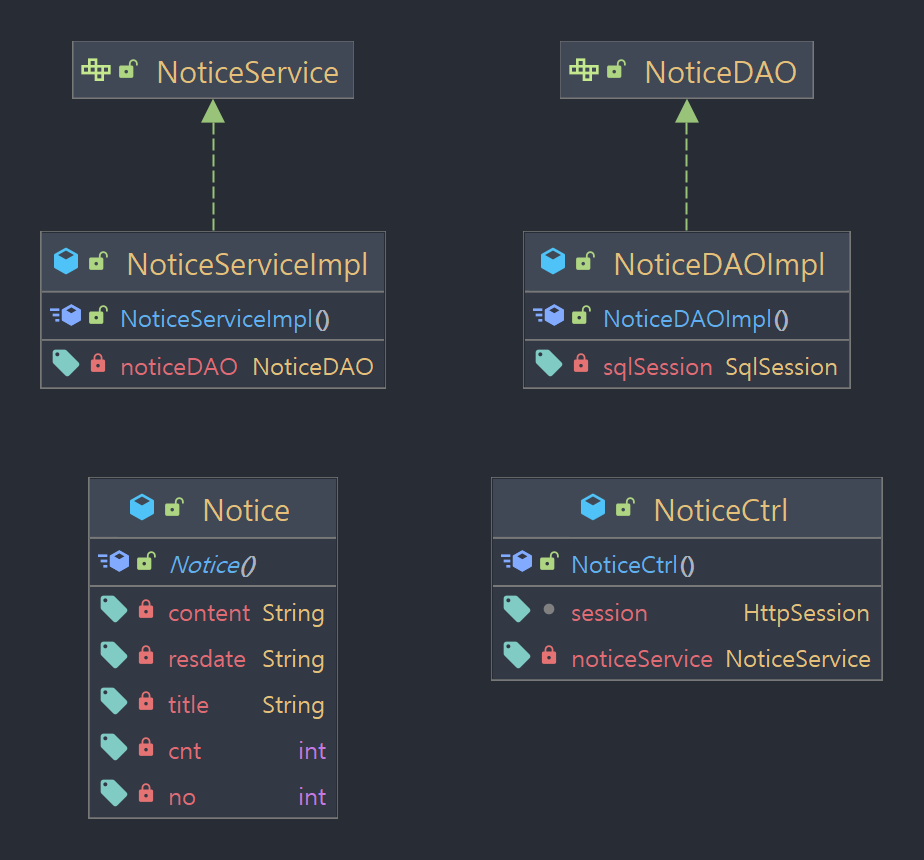 NoticeService
NoticeDAO
NoticeServiceImpl
NoticeServiceImpl()
noticeDAO NoticeDAO
NoticeDAOImpl
NoticeDAOImpl()
sqlSession SqlSession
Notice
Notice()
content String
resdate String
title String
cnt int
no int
NoticeCtrl
NoticeCtrl()
session HttpSession
noticeService NoticeService